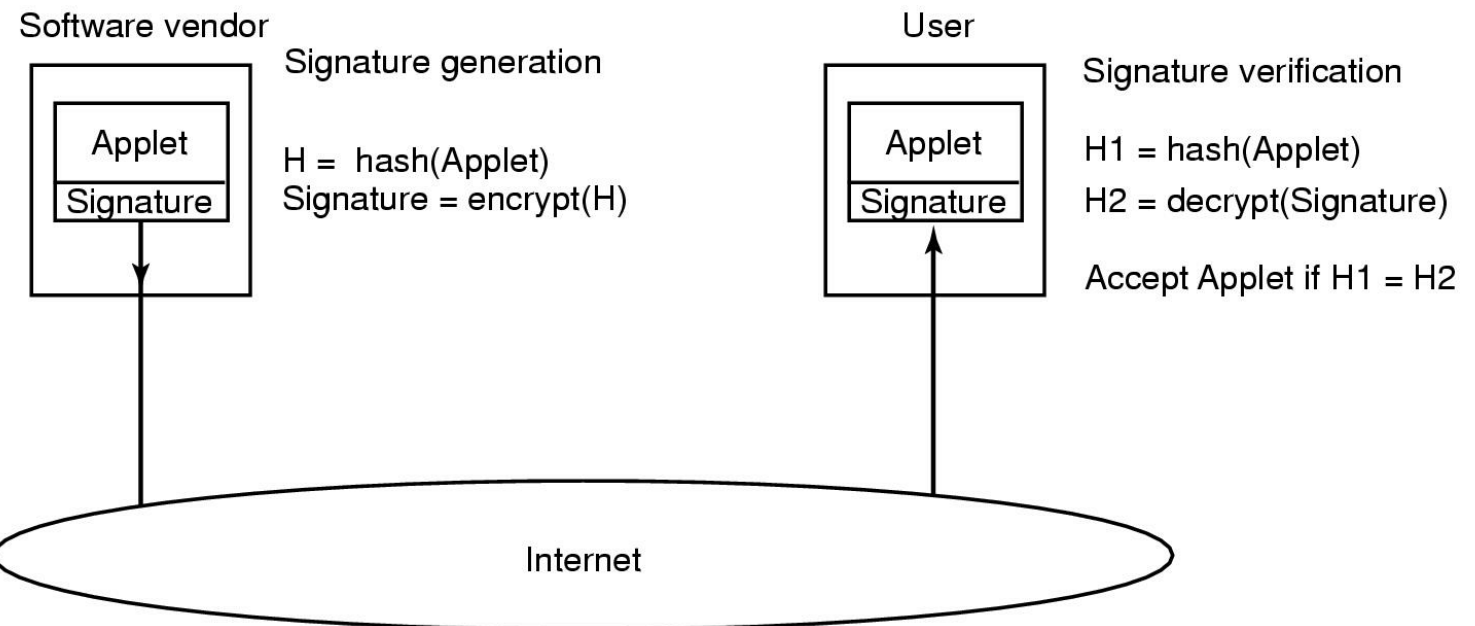 Software vendor
Signature generation
Applet
Signature
H = hash(Applet)
Signature = encrypt(H)
User
Signature verification
Applet
Signature
H1 = hash(Applet)
H2 = decrypt(Signature)
Accept Applet if H1 = H2
Internet